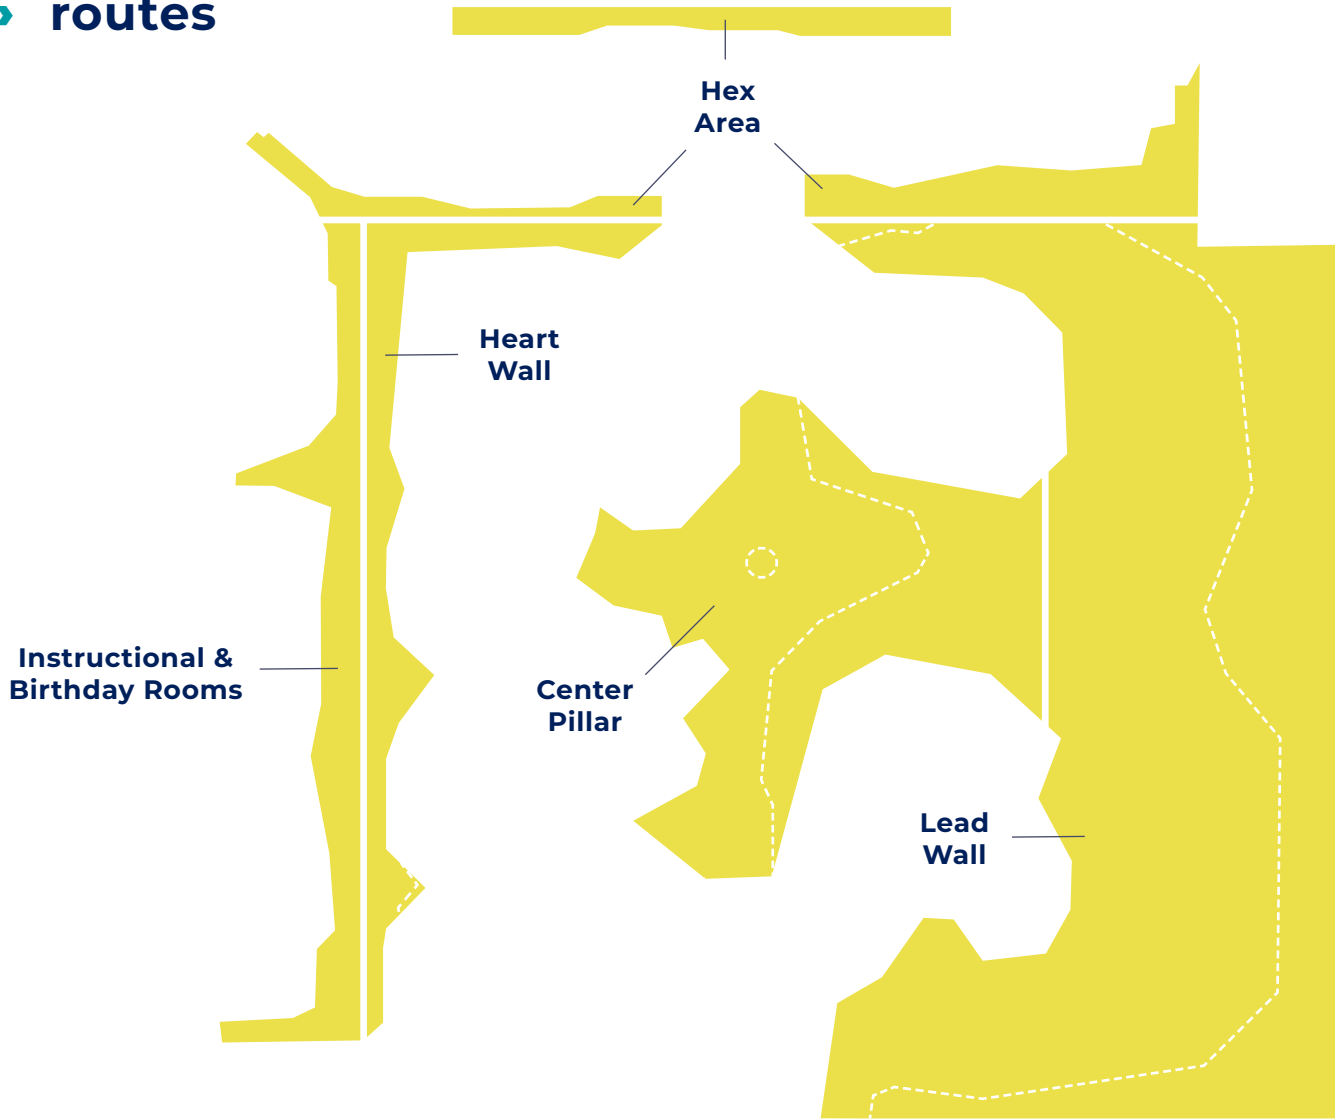 routes
Hex
Area
Heart
Wall
Instructional &
Birthday Rooms
Center
Pillar
Lead
Wall